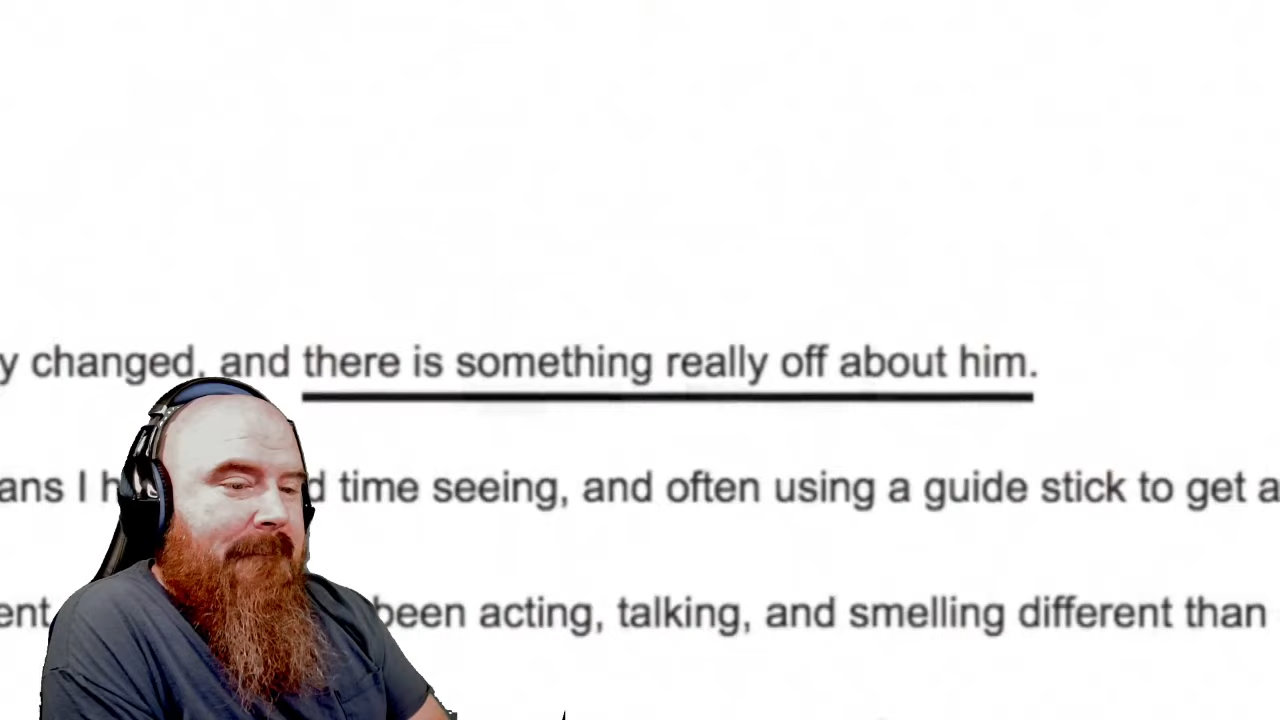 y changed, and there is something really off about him.
ans I h d time seeing, and often using a guide stick to get a
ent been acting, talking, and smelling different than